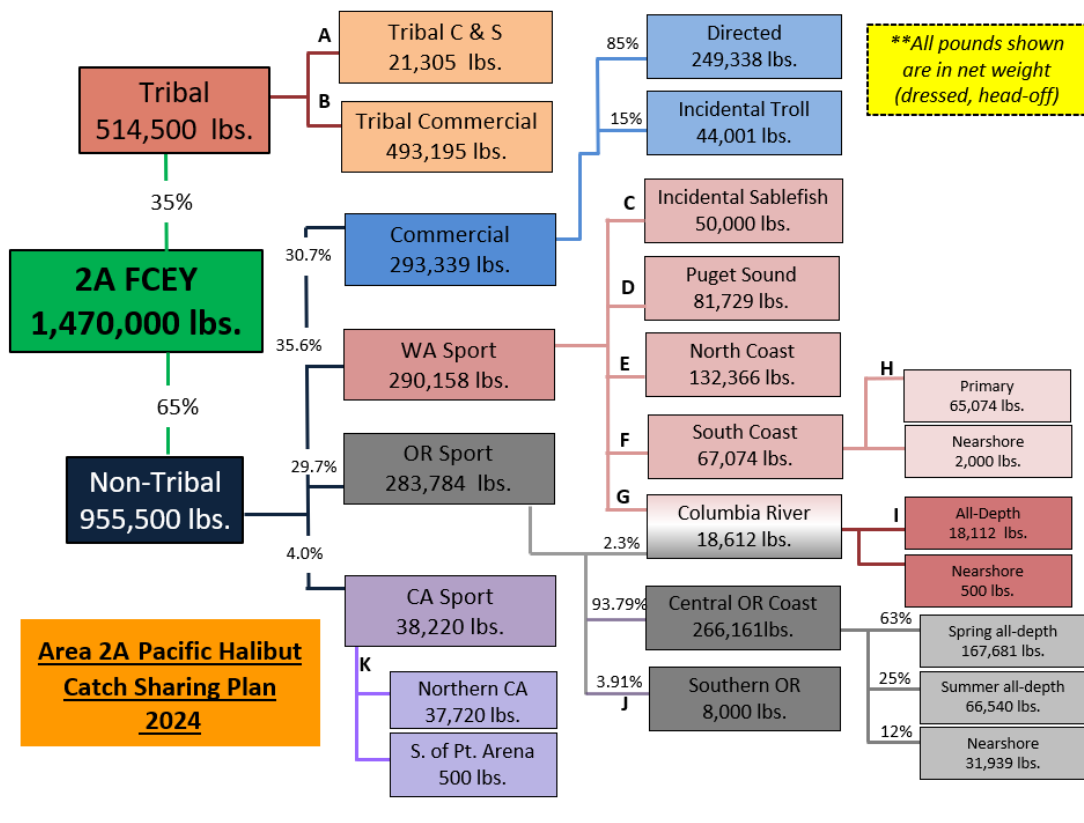 A
Tribal C & S
21,305 lbs.
Tribal
514,500 lbs.
B
Tribal Commercial
493,195 lbs.
35%
2A FCEY
1,470,000 lbs.
65%
Non-Tribal
955,500 lbs.
30.7%
Commercial
293,339 lbs.
85%
Directed
249,338 lbs.
15%
Incidental Troll
44,001 lbs.
**All pounds shown
are in net weight
(dressed, head-off)
35.6%
WA Sport
290,158 lbs.
C
Incidental Sablefish
50,000 lbs.
D
Puget Sound
81,729 lbs.
E
North Coast
132,366 lbs.
F
South Coast
67,074 lbs.
H
Primary
65,074 lbs.
Nearshore
2,000 lbs.
G
Columbia River
18,612 lbs.
I
All-Depth
18,112 lbs.
Nearshore
500 lbs.
29.7%
OR Sport
283,784 lbs.
2.3%
93.79%
Central OR Coast
266,161lbs.
63%
Spring all-depth
167,681 lbs.
25%
Summer all-depth
66,540 lbs.
12%
Nearshore
31,939 lbs.
3.91%
J
Southern OR
8,000 lbs.
4.0%
CA Sport
38,220 lbs.
K
Northern CA
37,720 lbs.
S. of Pt. Arena
500 lbs.
Area 2A Pacific Halibut
Catch Sharing Plan
2024